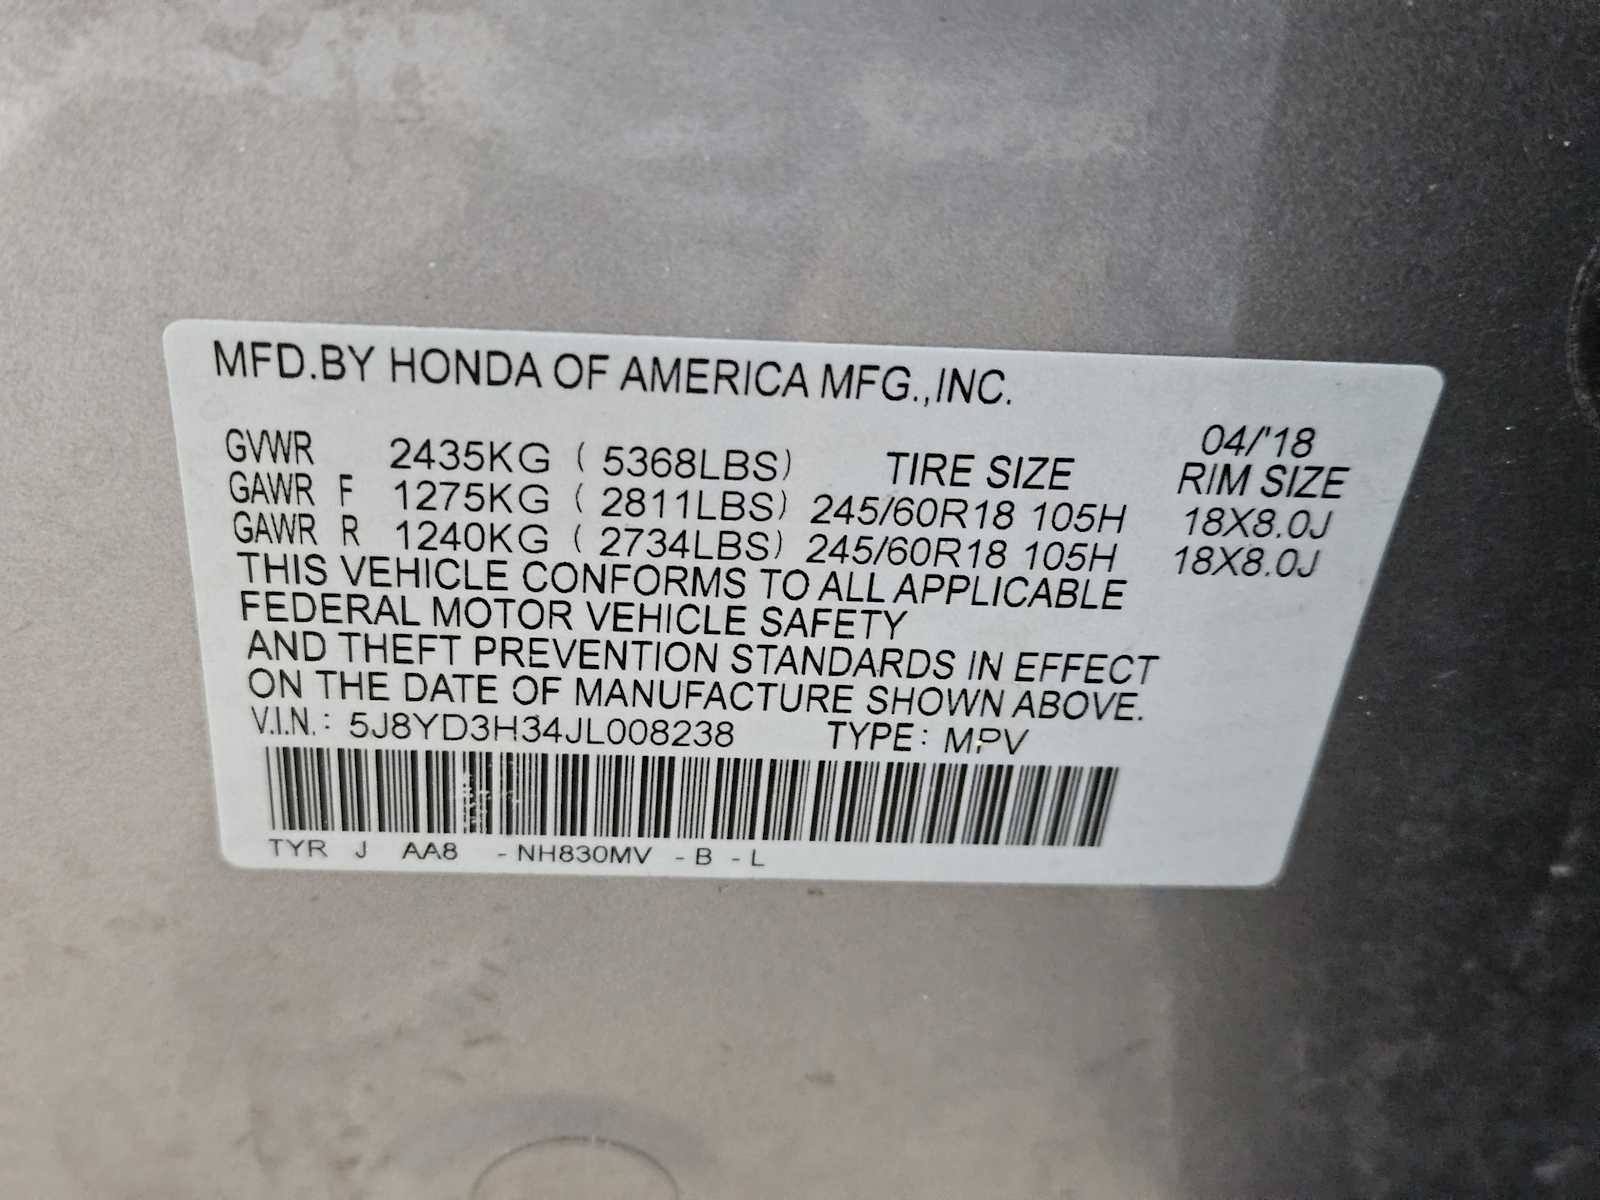 MFD.BY HONDA OF AMERICA MFG.,INC.
04/'18
GVWR 2435KG ( 5368LBS) TIRE SIZE RIM SIZE
GAWR F 1275KG ( 2811LBS) 245/60R18 105H 18X8.0J
GAWR R 1240KG ( 2734LBS) 245/60R18 105H 18X8.0J
THIS VEHICLE CONFORMS TO ALL APPLICABLE
FEDERAL MOTOR VEHICLE SAFETY
AND THEFT PREVENTION STANDARDS IN EFFECT
ON THE DATE OF MANUFACTURE SHOWN ABOVE.
V.I.N.: 5J8YD3H34JL008238 TYPE: MPV
TYR J AA8 -NH830MV -B -L